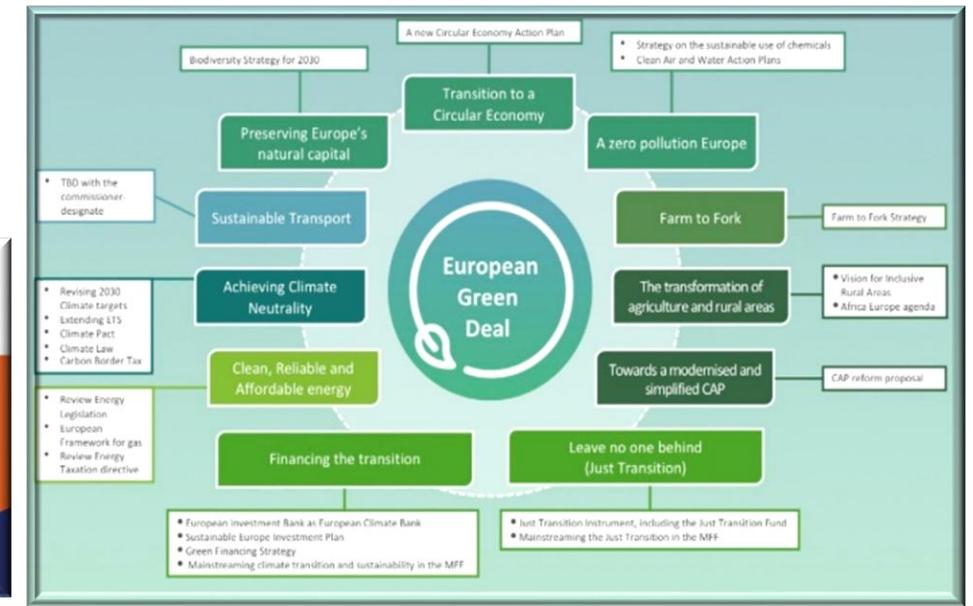 A new Circular Economy Action Plan
Biodiversity Strategy for 2030
• Strategy on the sustainable use of chemicals
• Clean Air and Water Action Plans
Transition to a
Circular Economy
Preserving Europe's
natural capital
A zero pollution Europe
• TBD with the
commissioner-
designate
Sustainable Transport
Farm to Fork
Farm to Fork Strategy
European
Green
Deal
Achieving Climate
Neutrality
• Revising 2030
Climate targets
• Extending ETS
• Climate Pact
• Climate Law
• Carbon Border Tax
The transformation of
agriculture and rural areas
• Vision for Inclusive
Rural Areas
• Africa Europe agenda
Clean, Reliable and
Affordable energy
• Review Energy
Legislation
• European
Framework for gas
• Review Energy
Taxation directive
Towards a modernised and
simplified CAP
CAP reform proposal
Financing the transition
• European Investment Bank as European Climate Bank
• Sustainable Europe Investment Plan
• Green Financing Strategy
• Mainstreaming climate transition and sustainability in the MFF
Leave no one behind
(Just Transition)
• Just Transition Instrument, including the Just Transition Fund
• Mainstreaming the Just Transition in the MFF